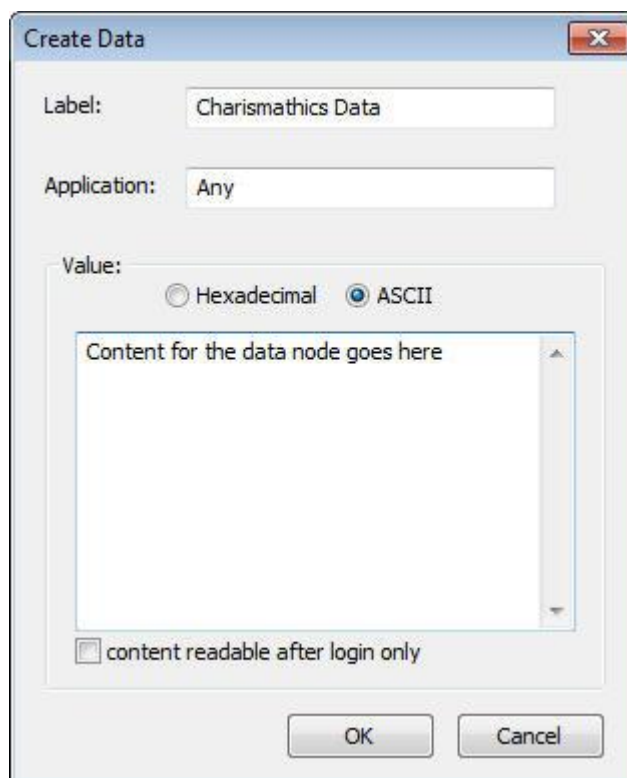 Create Data
Label: Charismathics Data
Application: Any
Value:
Hexadecimal ASCII
Content for the data node goes here
content readable after login only
OK Cancel